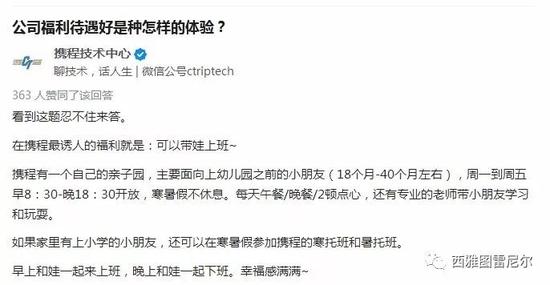 公司福利待遇好是种怎样的体验？
携程技术中心
聊技术，话人生 | 微信公号ctriptech
363 人赞同了该回答
看到这题忍不住来答。
在携程最诱人的福利就是：可以带娃上班~
携程有一个自己的亲子园，主要面向上幼儿园之前的小朋友（18个月-40个月左右），周一到周五
早8：30-晚18：30开放，寒暑假不休息。每天午餐/晚餐/2顿点心，还有专业的老师带小朋友学习
和玩耍。
如果家里有上小学的小朋友，还可以在寒暑假参加携程的寒托班和暑托班。
早上和娃一起来上班，晚上和娃一起下班。幸福感满满~
西雅图雷尼尔